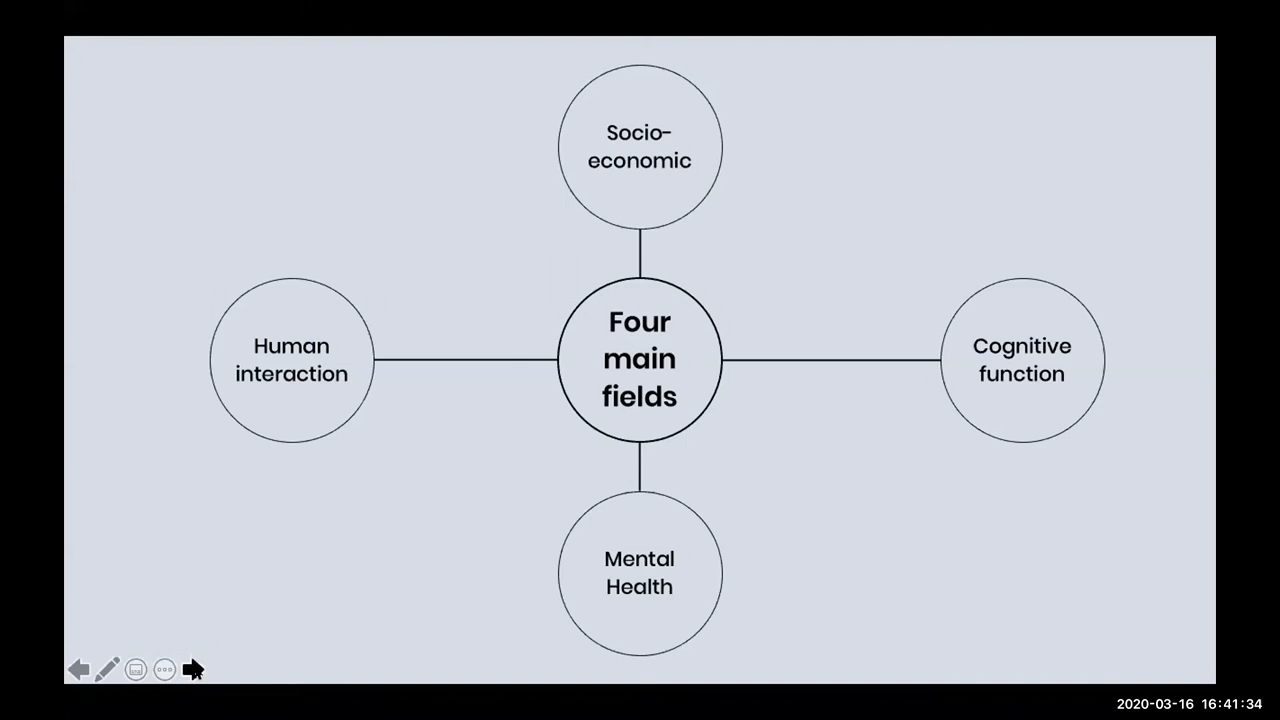 Socio-
economic
Human
interaction
Four
main
fields
Cognitive
function
Mental
Health
2020-03-16 16:41:34